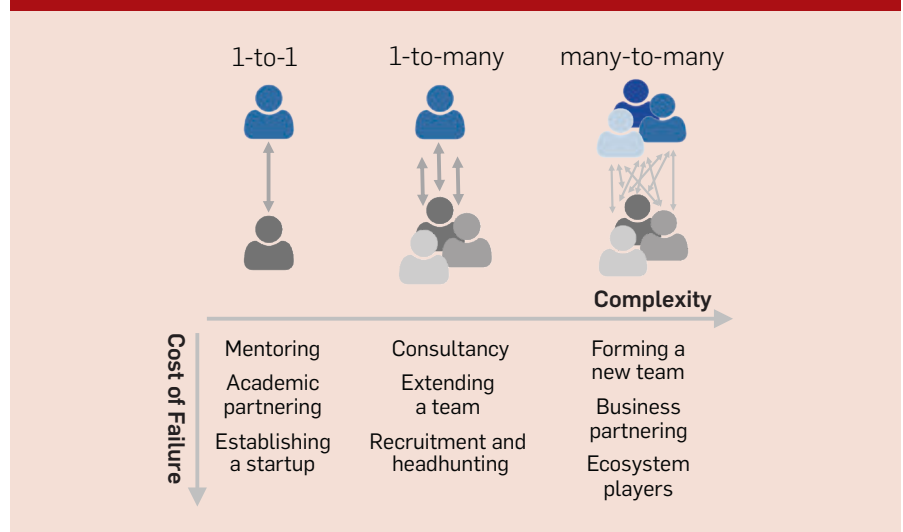 1-to-1
1-to-many
many-to-many
Complexity
Cost of Failure
Mentoring
Academic
partnering
Establishing
a startup
Consultancy
Extending
a team
Recruitment and
headhunting
Forming a
new team
Business
partnering
Ecosystem
players